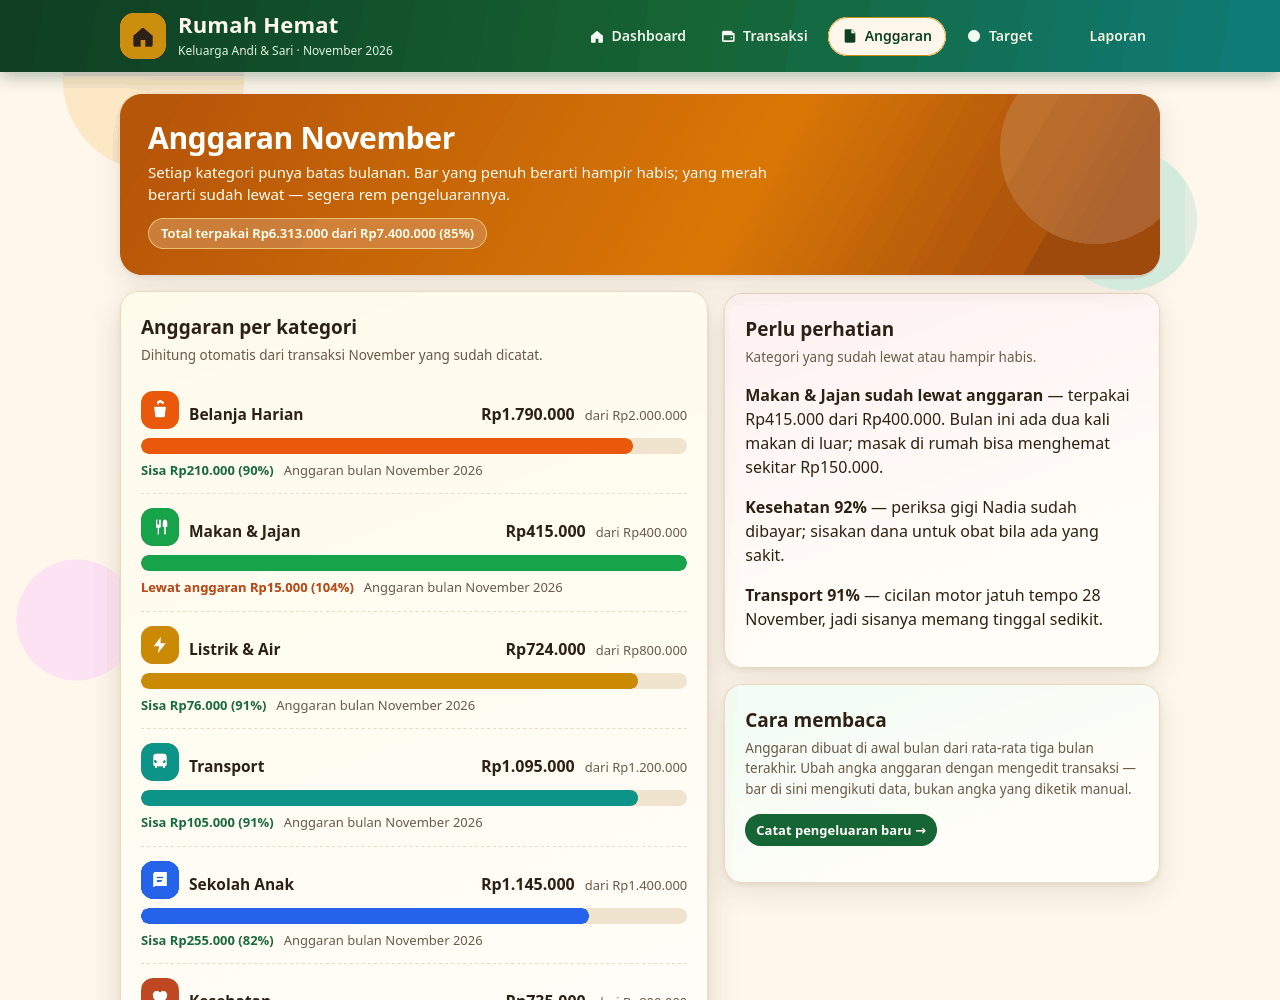 Rumah Hemat
Keluarga Andi & Sari · November 2026
Dashboard
Transaksi
Anggaran
Target
Laporan
Anggaran November
Setiap kategori punya batas bulanan. Bar yang penuh berarti hampir habis; yang merah
berarti sudah lewat — segera rem pengeluarannya.
Total terpakai Rp6.313.000 dari Rp7.400.000 (85%)
Anggaran per kategori
Dihitung otomatis dari transaksi November yang sudah dicatat.
Belanja Harian Rp1.790.000 dari Rp2.000.000
Sisa Rp210.000 (90%) Anggaran bulan November 2026
Makan & Jajan Rp415.000 dari Rp400.000
Lewat anggaran Rp15.000 (104%) Anggaran bulan November 2026
Listrik & Air Rp724.000 dari Rp800.000
Sisa Rp76.000 (91%) Anggaran bulan November 2026
Transport Rp1.095.000 dari Rp1.200.000
Sisa Rp105.000 (91%) Anggaran bulan November 2026
Sekolah Anak Rp1.145.000 dari Rp1.400.000
Sisa Rp255.000 (82%) Anggaran bulan November 2026
Kesehatan Rp735.000 dari Rp800.000
Perlu perhatian
Kategori yang sudah lewat atau hampir habis.
Makan & Jajan sudah lewat anggaran — terpakai
Rp415.000 dari Rp400.000. Bulan ini ada dua kali
makan di luar; masak di rumah bisa menghemat
sekitar Rp150.000.
Kesehatan 92% — periksa gigi Nadia sudah
dibayar; sisakan dana untuk obat bila ada yang
sakit.
Transport 91% — cicilan motor jatuh tempo 28
November, jadi sisanya memang tinggal sedikit.
Cara membaca
Anggaran dibuat di awal bulan dari rata-rata tiga bulan
terakhir. Ubah angka anggaran dengan mengedit transaksi —
bar di sini mengikuti data, bukan angka yang diketik manual.
Catat pengeluaran baru →